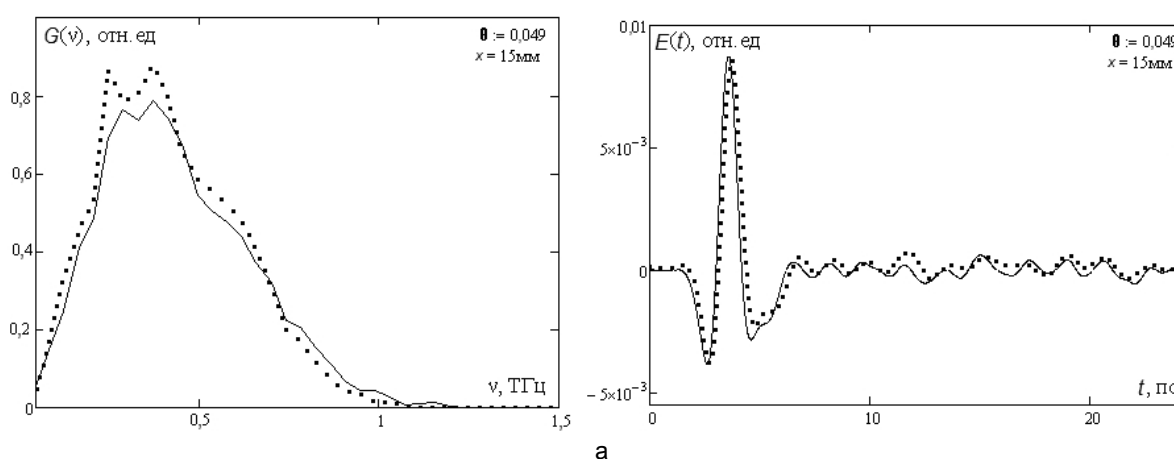 G(ν), отн. ед
θ := 0,049
x = 15мм
0,8
0,6
0,4
0,2
0
0,5
1
1,5
ν, ТГц
0,01
E(t), отн. ед
θ := 0,049
x = 15мм
5×10⁻³
0
−5×10⁻³
0
10
20
t, пс
а